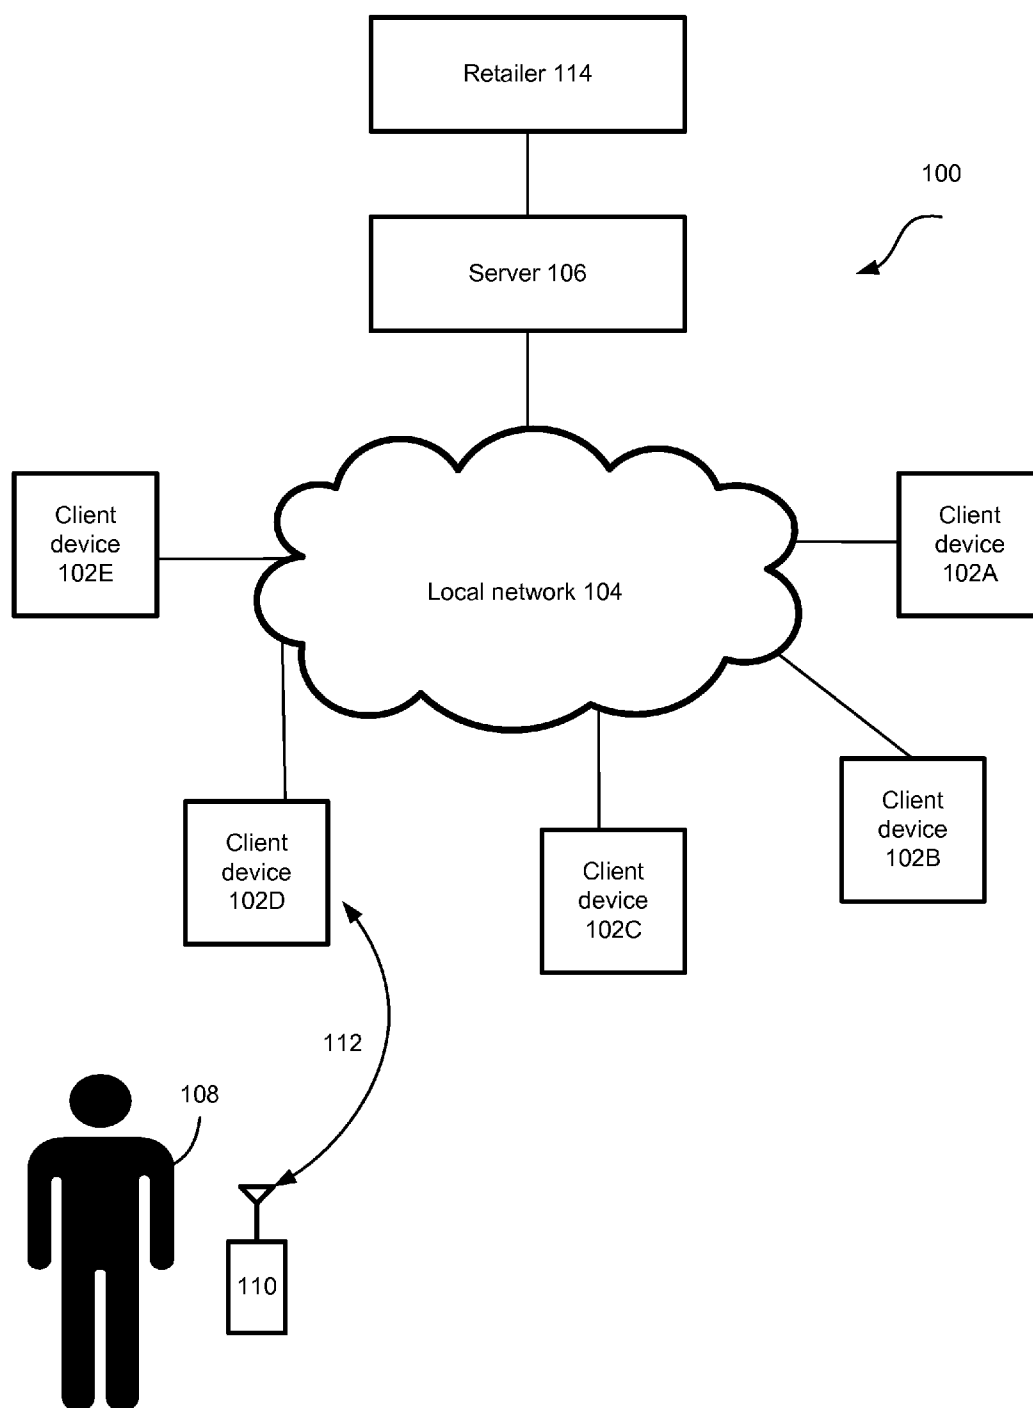 Retailer 114
100
Server 106
Client
device
102E
Local network 104
Client
device
102A
Client
device
102B
Client
device
102D
Client
device
102C
112
108
110